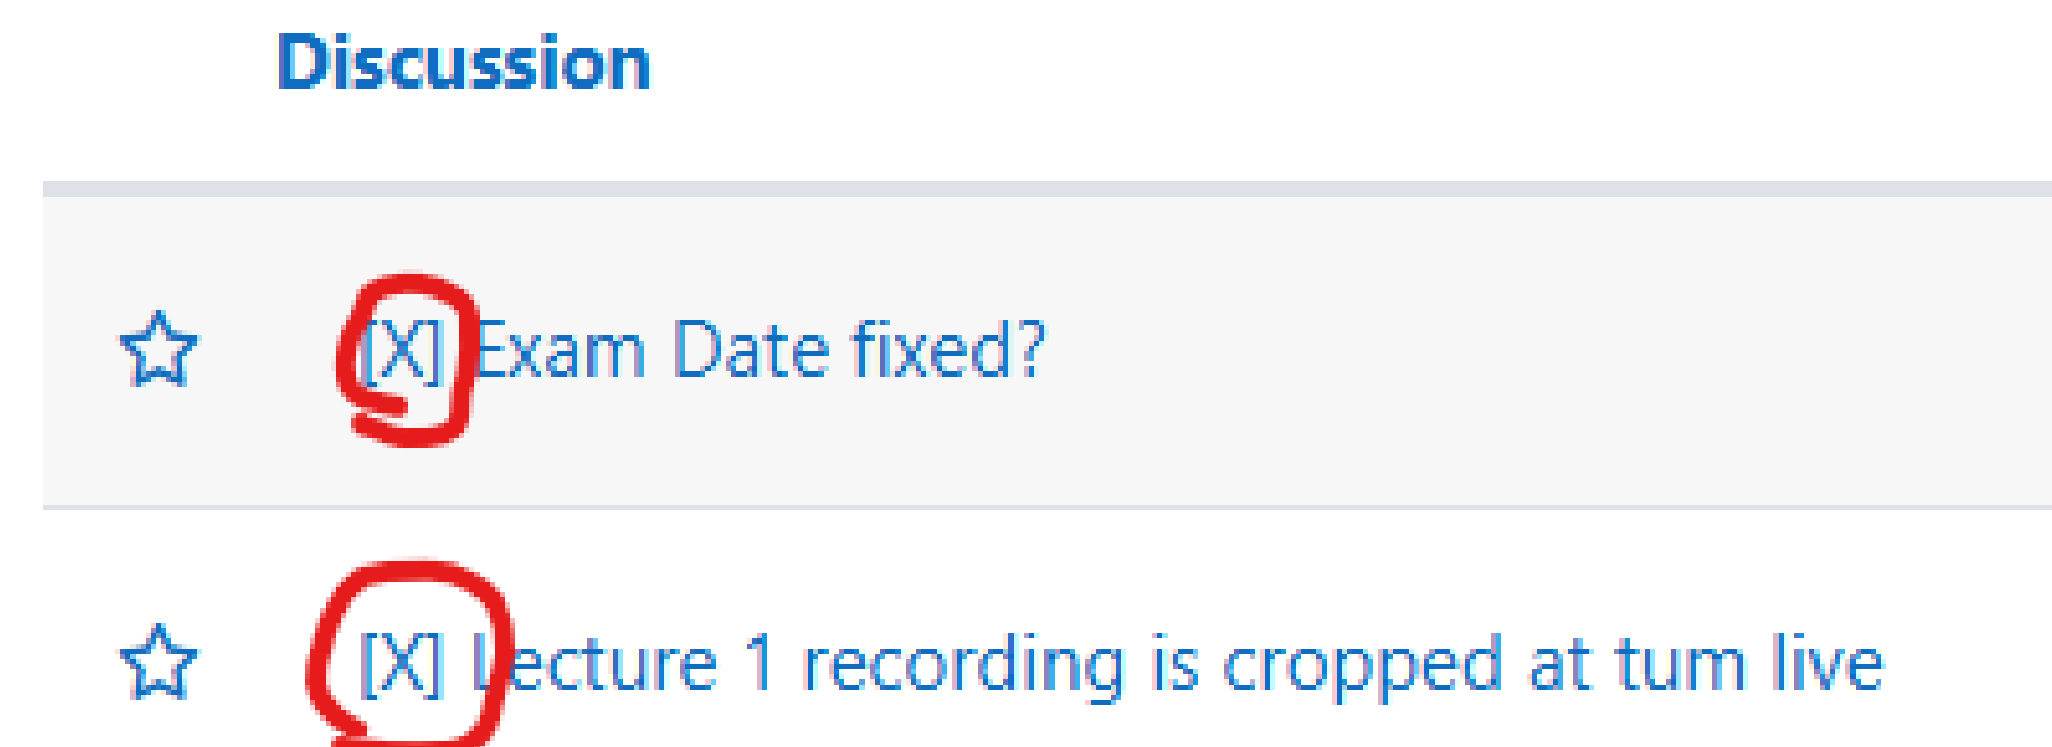 Discussion
[X] Exam Date fixed?
[X] Lecture 1 recording is cropped at tum live